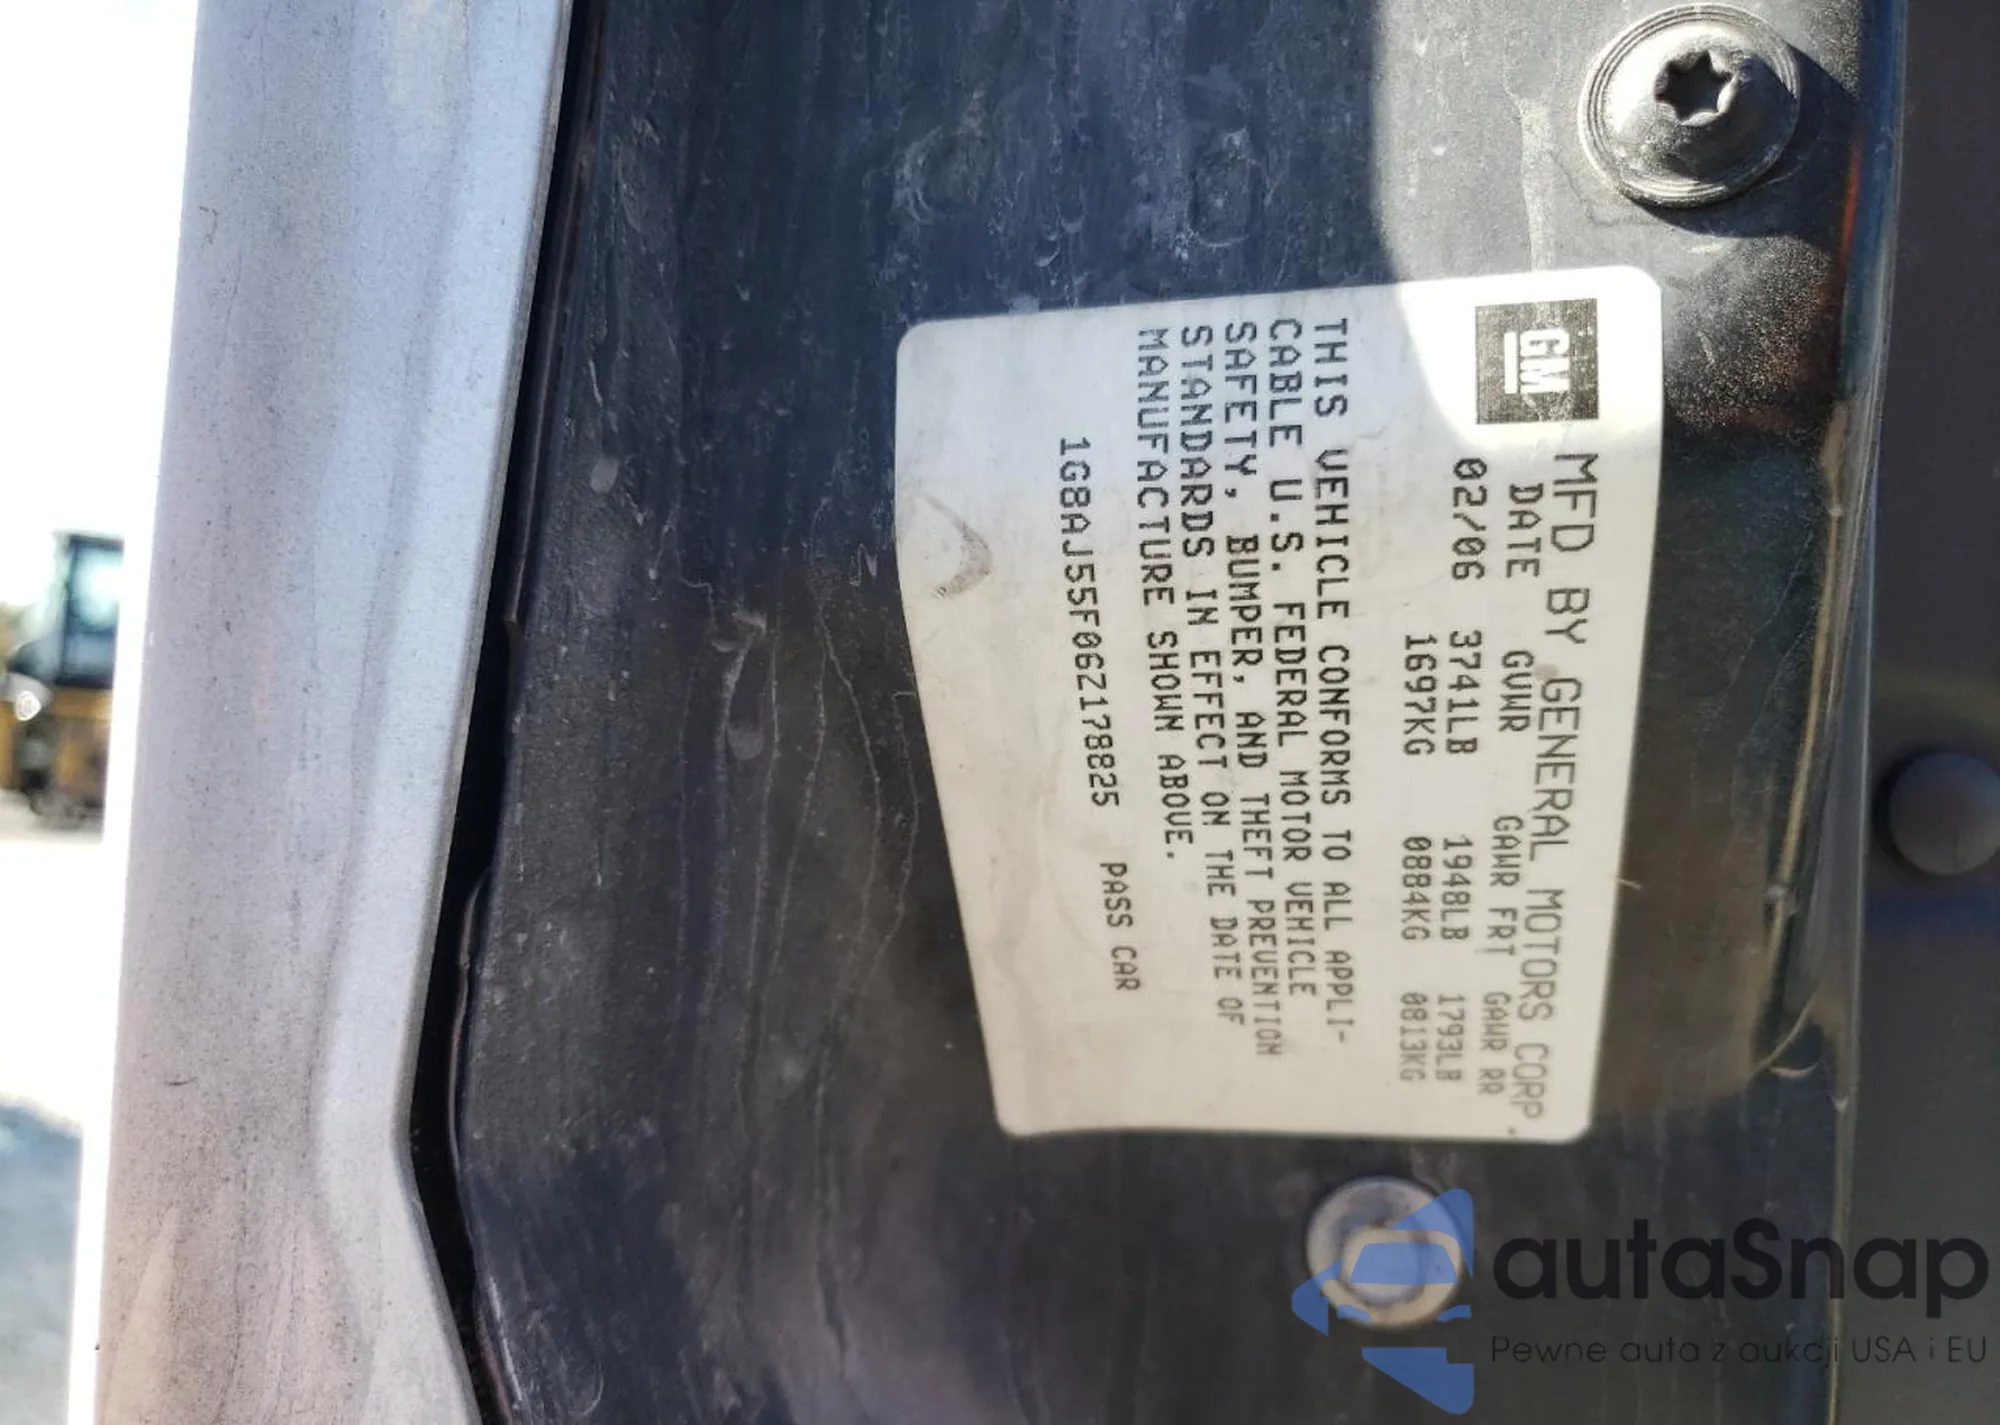 GM
MFD BY GENERAL MOTORS CORP.
DATE GVWR GAWR FRT GAWR RR
02/06 3741LB 1948LB 1793LB
1697KG 0884KG 0813KG
THIS VEHICLE CONFORMS TO ALL APPLI-
CABLE U.S. FEDERAL MOTOR VEHICLE
SAFETY, BUMPER, AND THEFT PREVENTION
STANDARDS IN EFFECT ON THE DATE OF
MANUFACTURE SHOWN ABOVE.
1G8AJ55F06Z178825 PASS CAR
autaSnap
Pewne auta z aukcji USA i EU